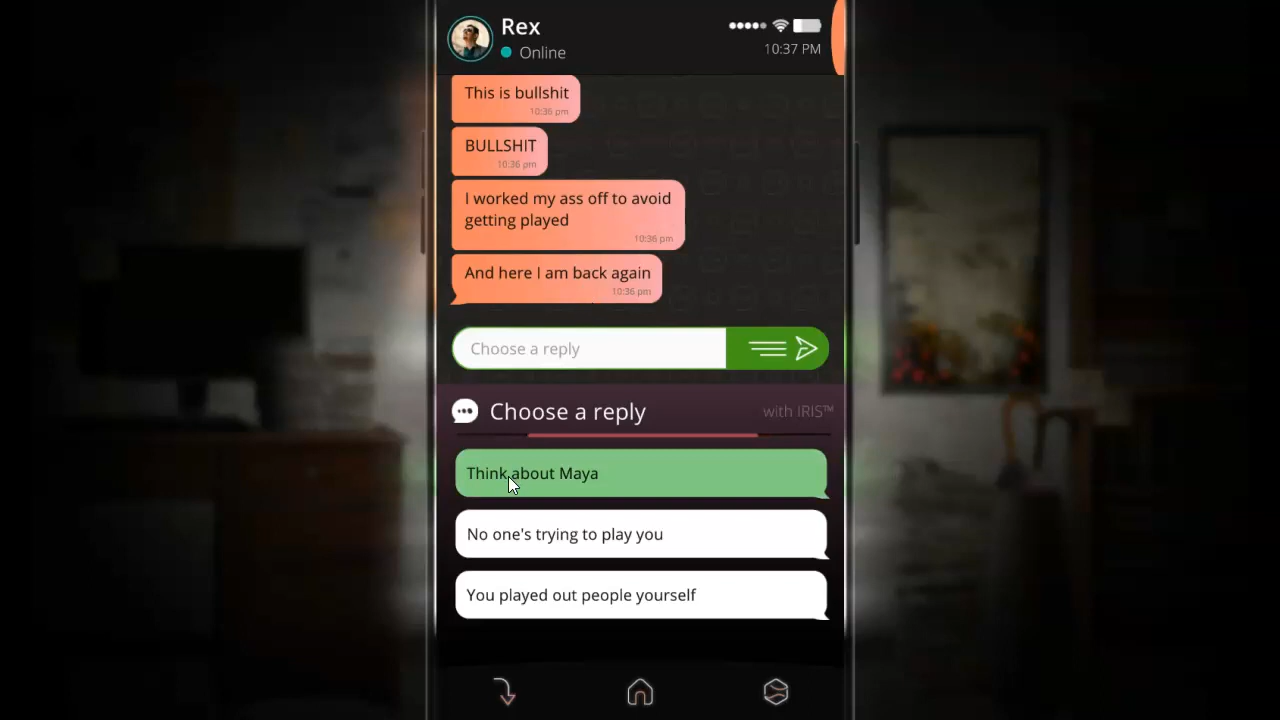 Rex
Online
10:37 PM
This is bullshit
10:36 pm
BULLSHIT
10:36 pm
I worked my ass off to avoid
getting played
10:36 pm
And here I am back again
10:36 pm
Choose a reply
Choose a reply
with IRIS™
Think about Maya
No one's trying to play you
You played out people yourself